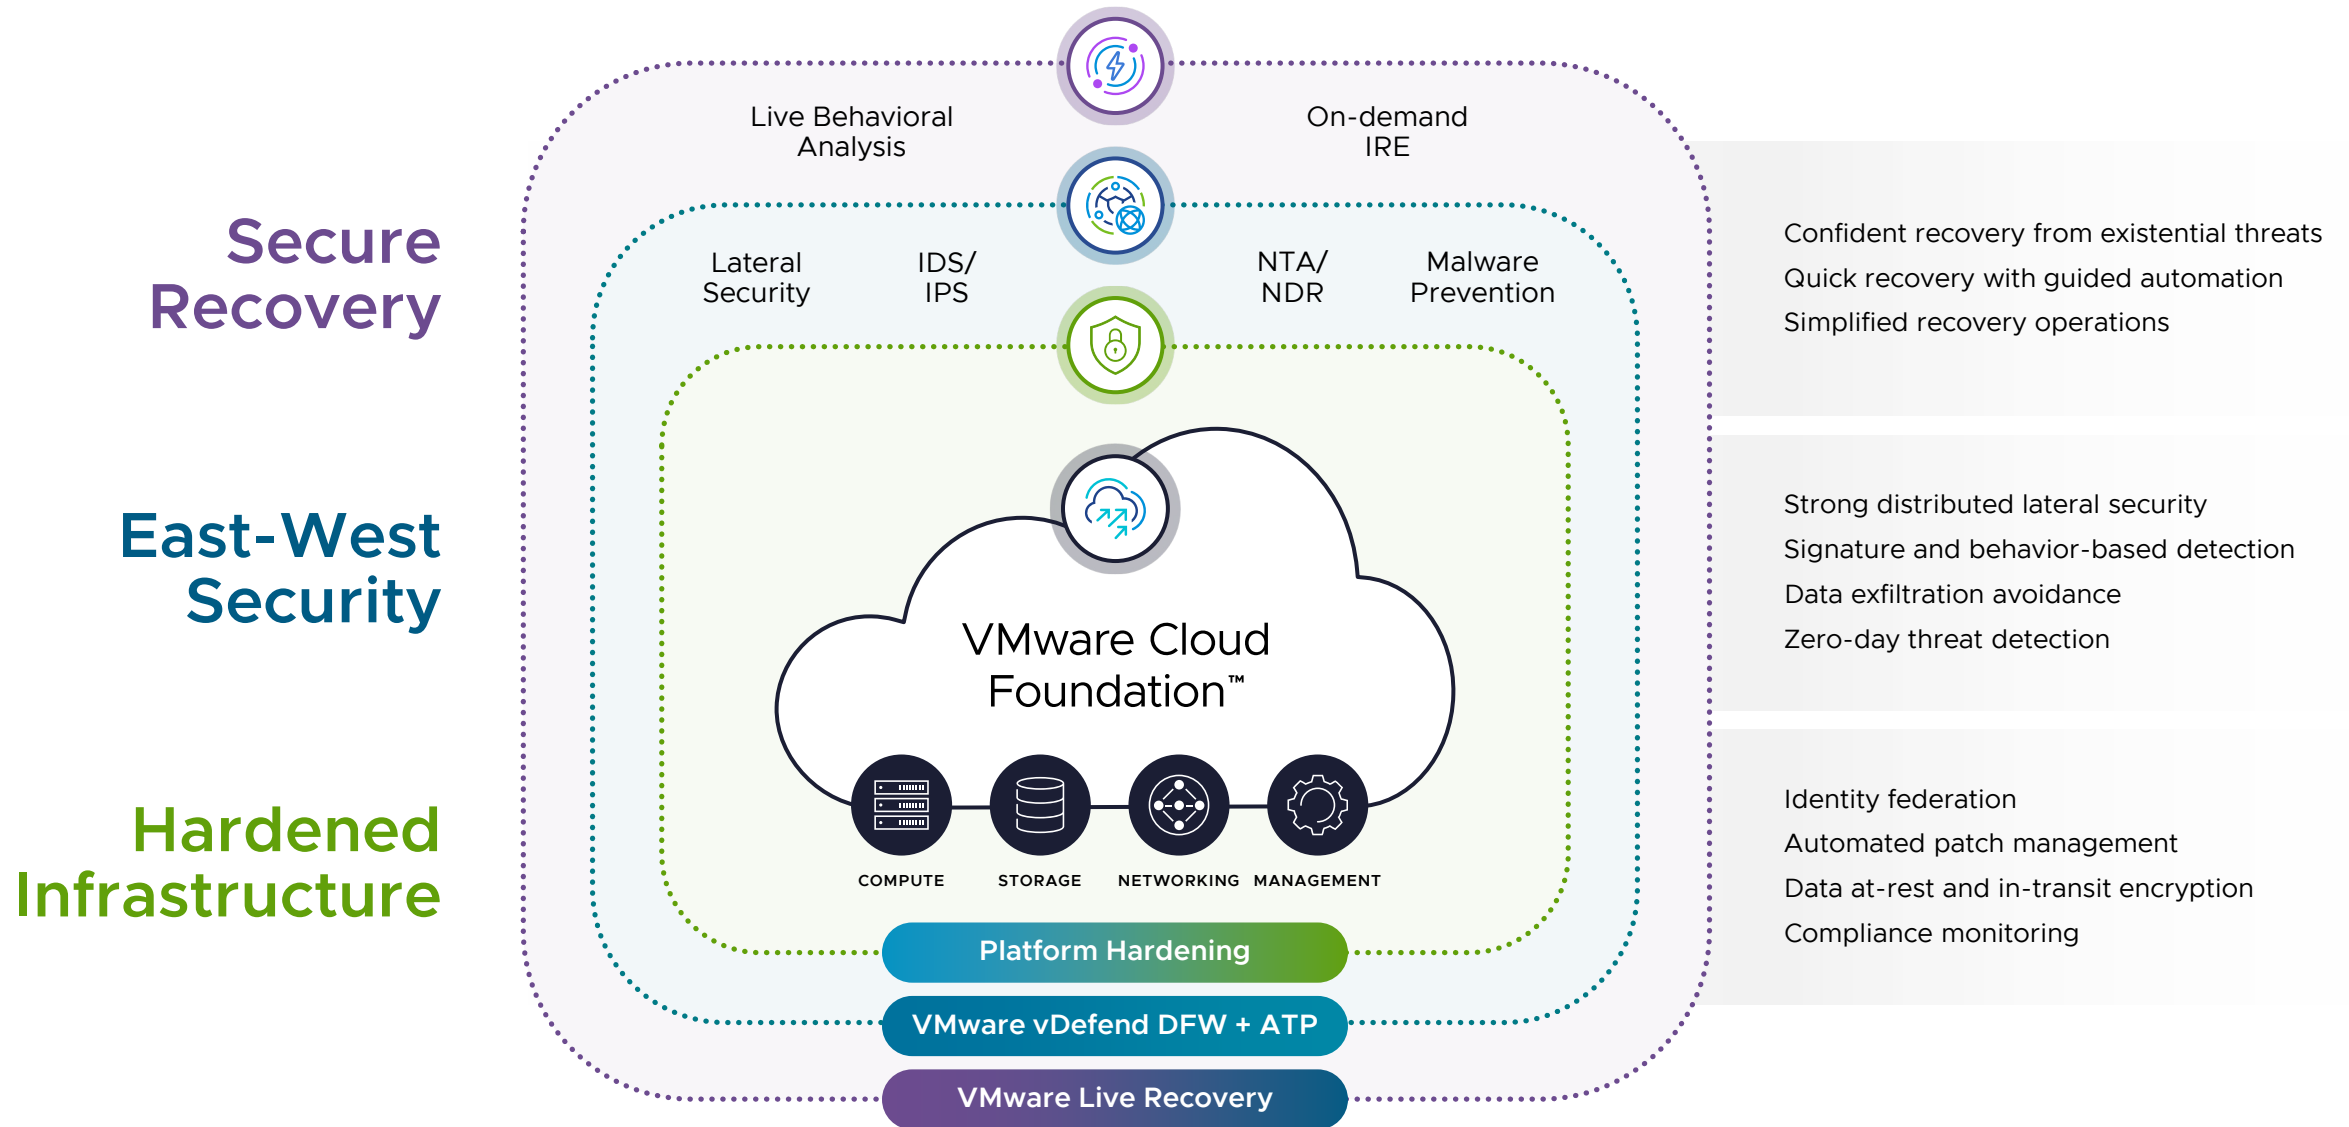 Secure
Recovery
East-West
Security
Hardened
Infrastructure
Live Behavioral
Analysis
On-demand
IRE
Lateral
Security
IDS/
IPS
NTA/
NDR
Malware
Prevention
VMware Cloud
Foundation™
COMPUTE
STORAGE
NETWORKING
MANAGEMENT
Platform Hardening
VMware vDefend DFW + ATP
VMware Live Recovery
Confident recovery from existential threats
Quick recovery with guided automation
Simplified recovery operations
Strong distributed lateral security
Signature and behavior-based detection
Data exfiltration avoidance
Zero-day threat detection
Identity federation
Automated patch management
Data at-rest and in-transit encryption
Compliance monitoring